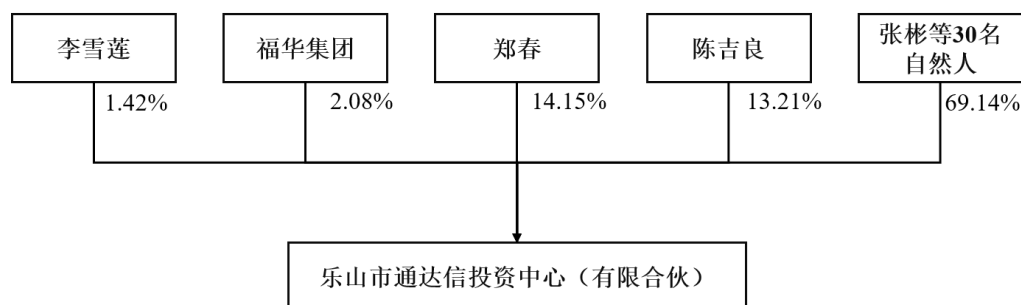 李雪莲
福华集团
郑春
陈吉良
张彬等30名
自然人
1.42%
2.08%
14.15%
13.21%
69.14%
乐山市通达信投资中心（有限合伙）